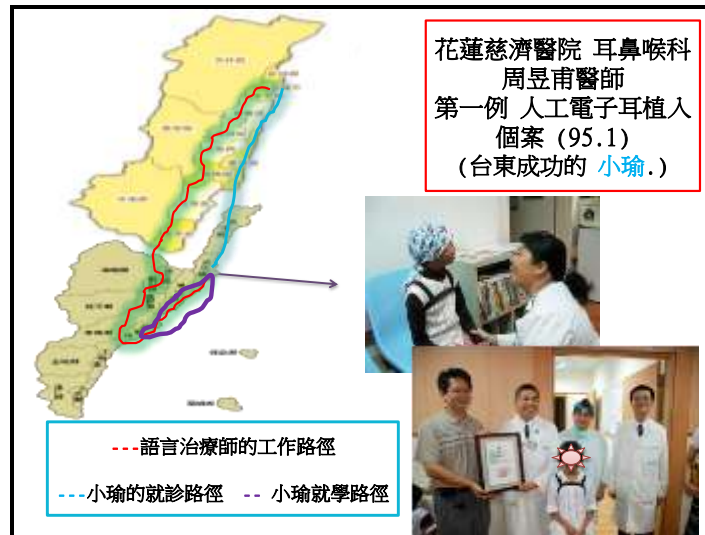 花蓮慈濟醫院 耳鼻喉科
周昱甫醫師
第一例 人工電子耳植入
個案 (95.1)
(台東成功的 小瑜.)
---語言治療師的工作路徑
---小瑜的就診路徑 -- 小瑜就學路徑